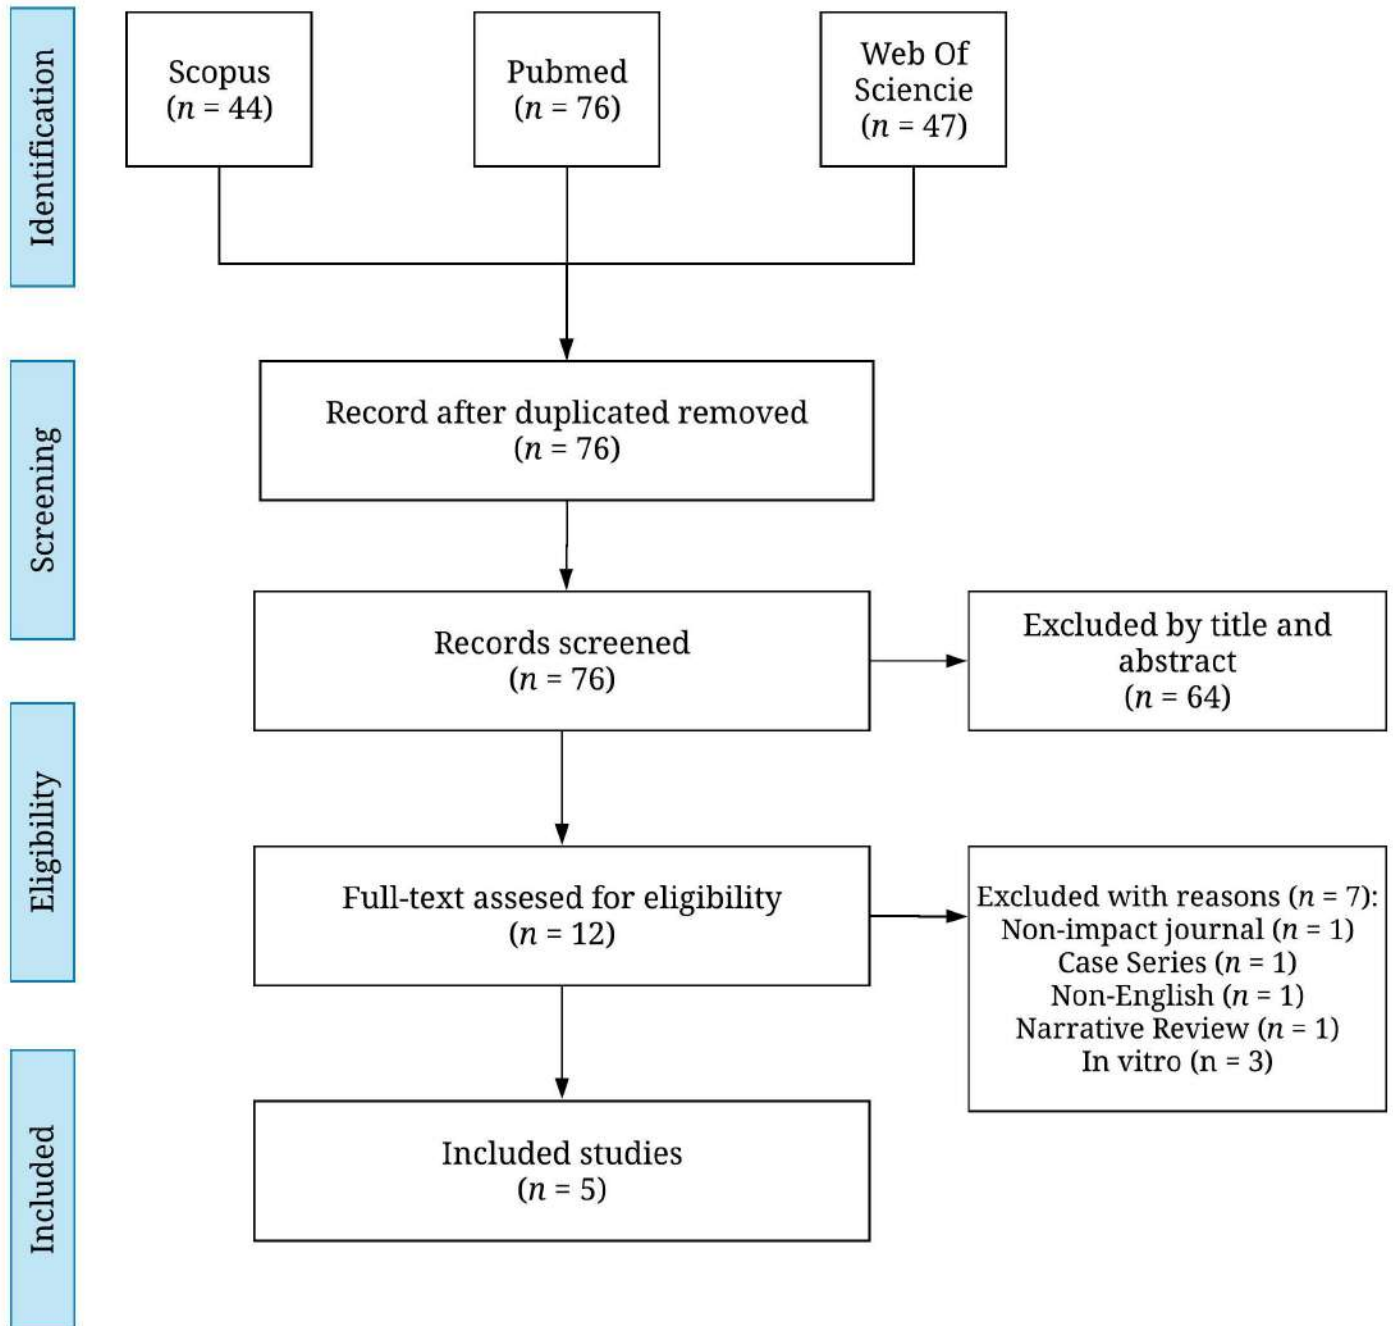 Identification
Scopus
(n = 44)
Pubmed
(n = 76)
Web Of
Sciencie
(n = 47)
Screening
Record after duplicated removed
(n = 76)
Records screened
(n = 76)
Excluded by title and
abstract
(n = 64)
Eligibility
Full-text assesed for eligibility
(n = 12)
Excluded with reasons (n = 7):
Non-impact journal (n = 1)
Case Series (n = 1)
Non-English (n = 1)
Narrative Review (n = 1)
In vitro (n = 3)
Included
Included studies
(n = 5)